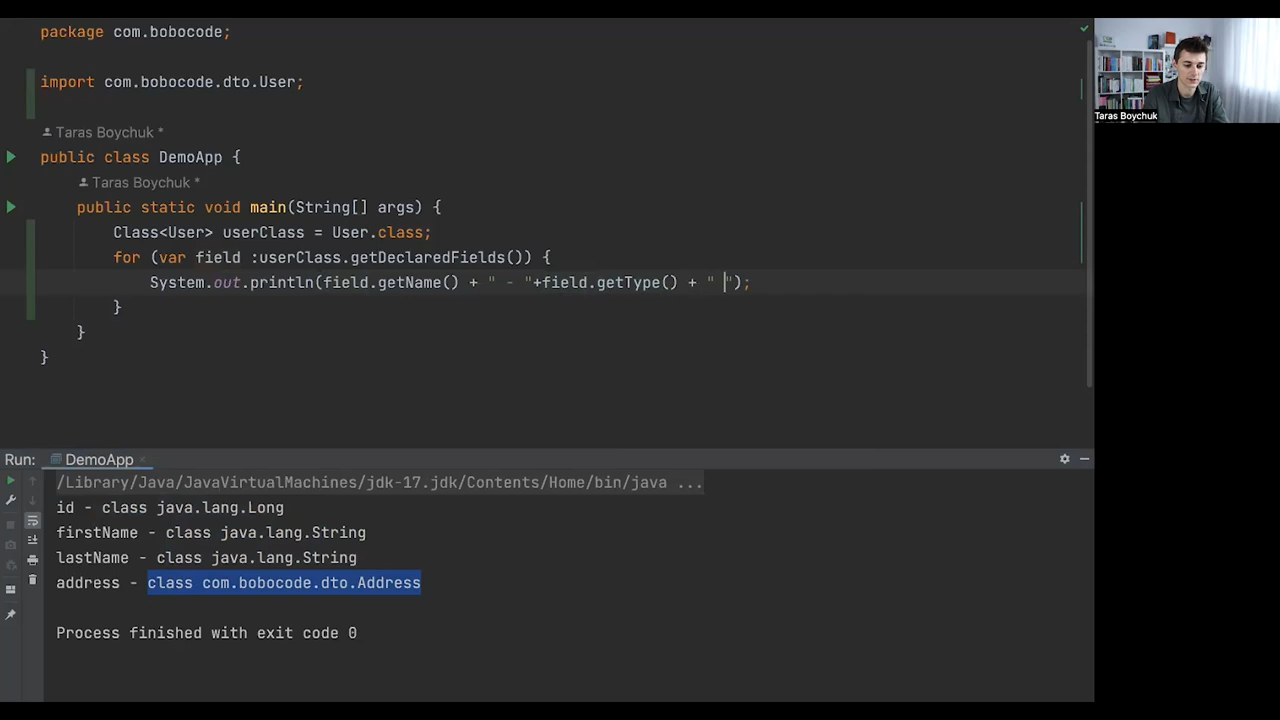 package com.bobocode;
import com.bobocode.dto.User;
Taras Boychuk *
public class DemoApp {
Taras Boychuk *
public static void main(String[] args) {
Class<User> userClass = User.class;
for (var field :userClass.getDeclaredFields()) {
System.out.println(field.getName() + " - "+field.getType() + " ");
}
}
}
Taras Boychuk
Run: DemoApp
/Library/Java/JavaVirtualMachines/jdk-17.jdk/Contents/Home/bin/java ...
id - class java.lang.Long
firstName - class java.lang.String
lastName - class java.lang.String
address - class com.bobocode.dto.Address
Process finished with exit code 0